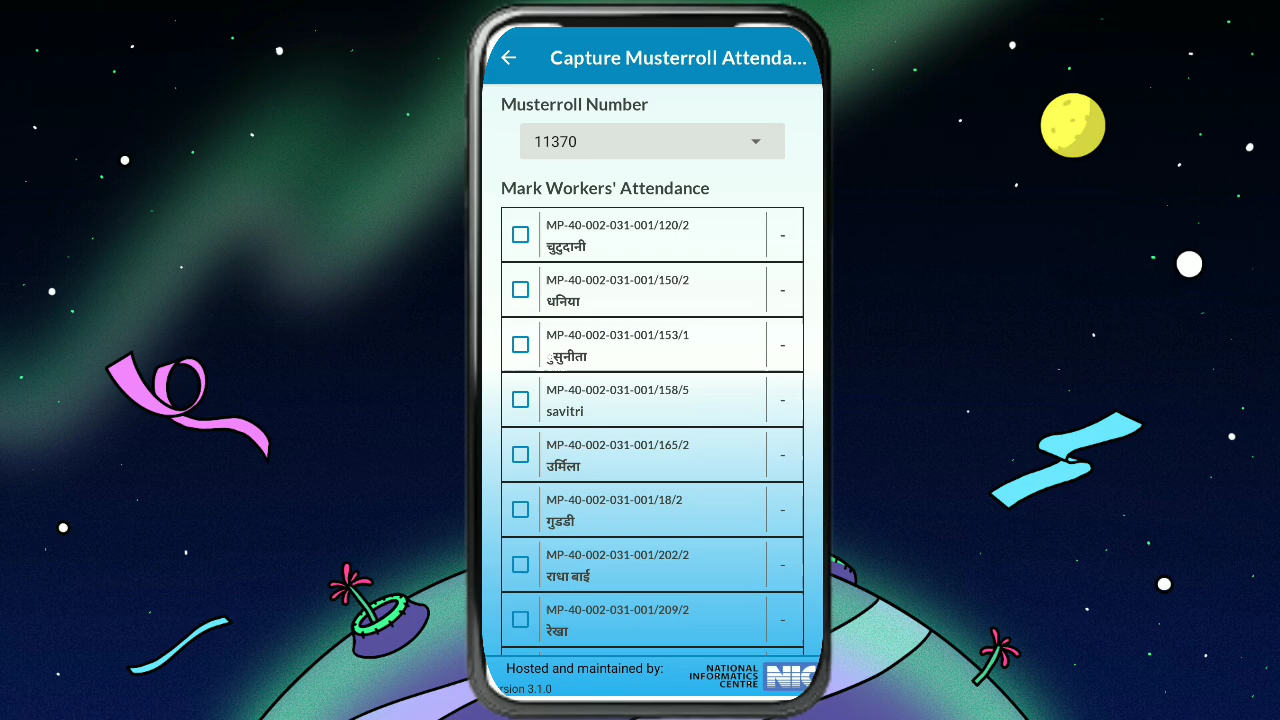 Capture Musterroll Attenda...
Musterroll Number
11370
Mark Workers' Attendance
MP-40-002-031-001/120/2
चुटुदानी
-
MP-40-002-031-001/150/2
धनिया
-
MP-40-002-031-001/153/1
ुसुनीता
-
MP-40-002-031-001/158/5
savitri
-
MP-40-002-031-001/165/2
उर्मिला
-
MP-40-002-031-001/18/2
गुडडी
-
MP-40-002-031-001/202/2
राधा बाई
-
MP-40-002-031-001/209/2
रेखा
-
Hosted and maintained by:
NATIONAL
INFORMATICS
CENTRE
NIC
rsion 3.1.0